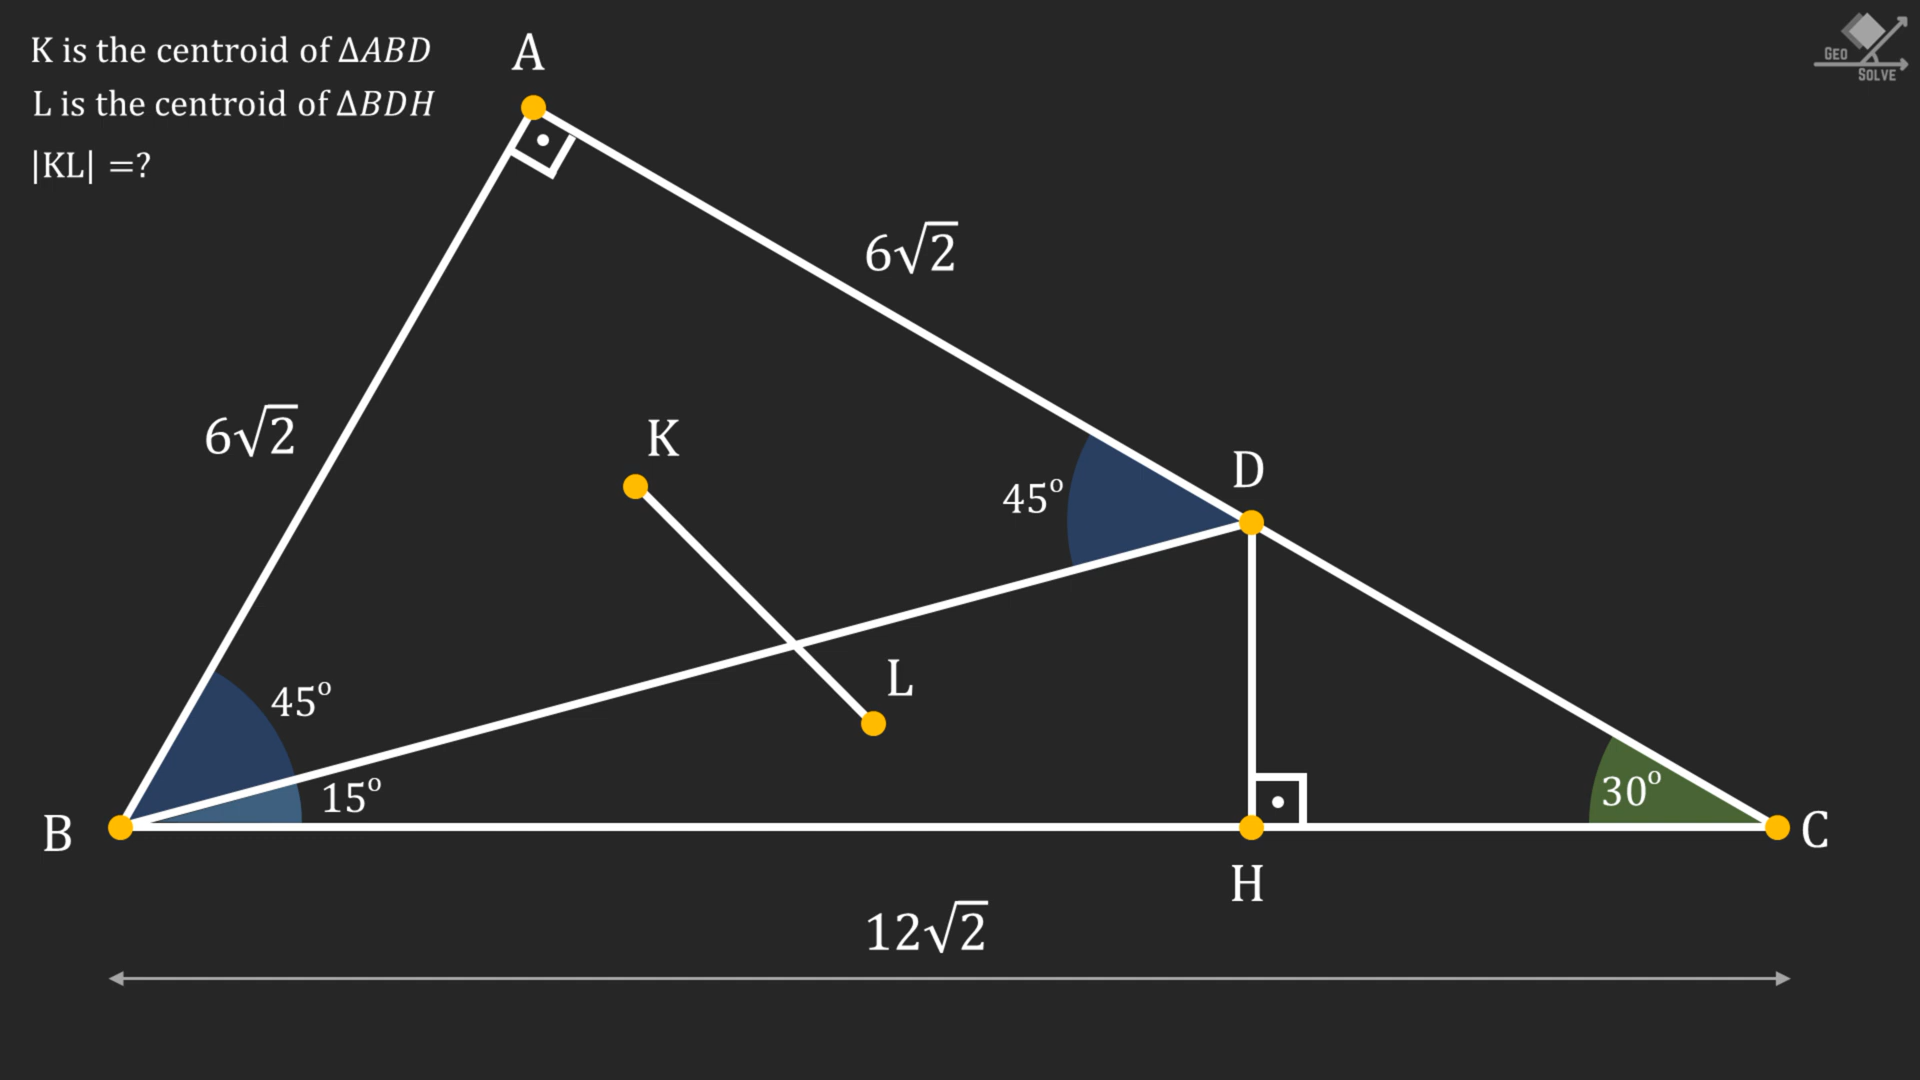 K is the centroid of ΔABD
L is the centroid of ΔBDH
|KL| =?
A
GEO
SOLVE
6√2
6√2
K
D
45°
L
45°
15°
30°
B
C
H
12√2